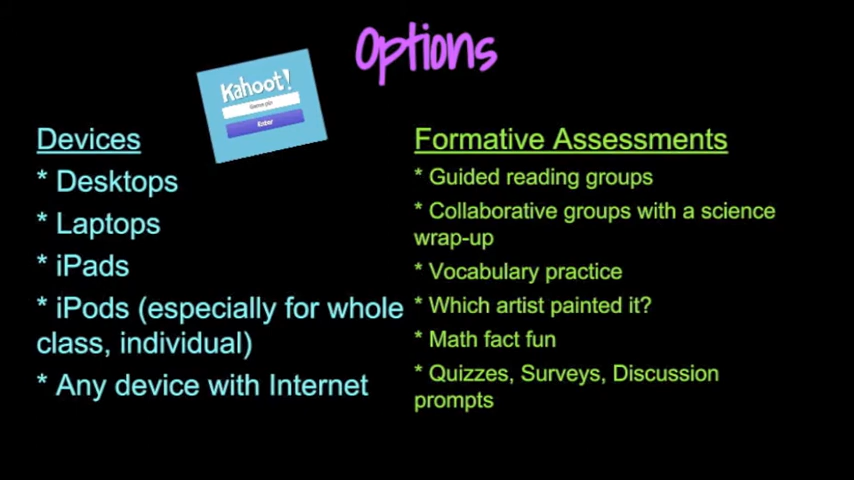 Options
Kahoot!
Game pin
Enter
Devices
* Desktops
* Laptops
* iPads
* iPods (especially for whole
class, individual)
* Any device with Internet
Formative Assessments
* Guided reading groups
* Collaborative groups with a science
wrap-up
* Vocabulary practice
* Which artist painted it?
* Math fact fun
* Quizzes, Surveys, Discussion
prompts